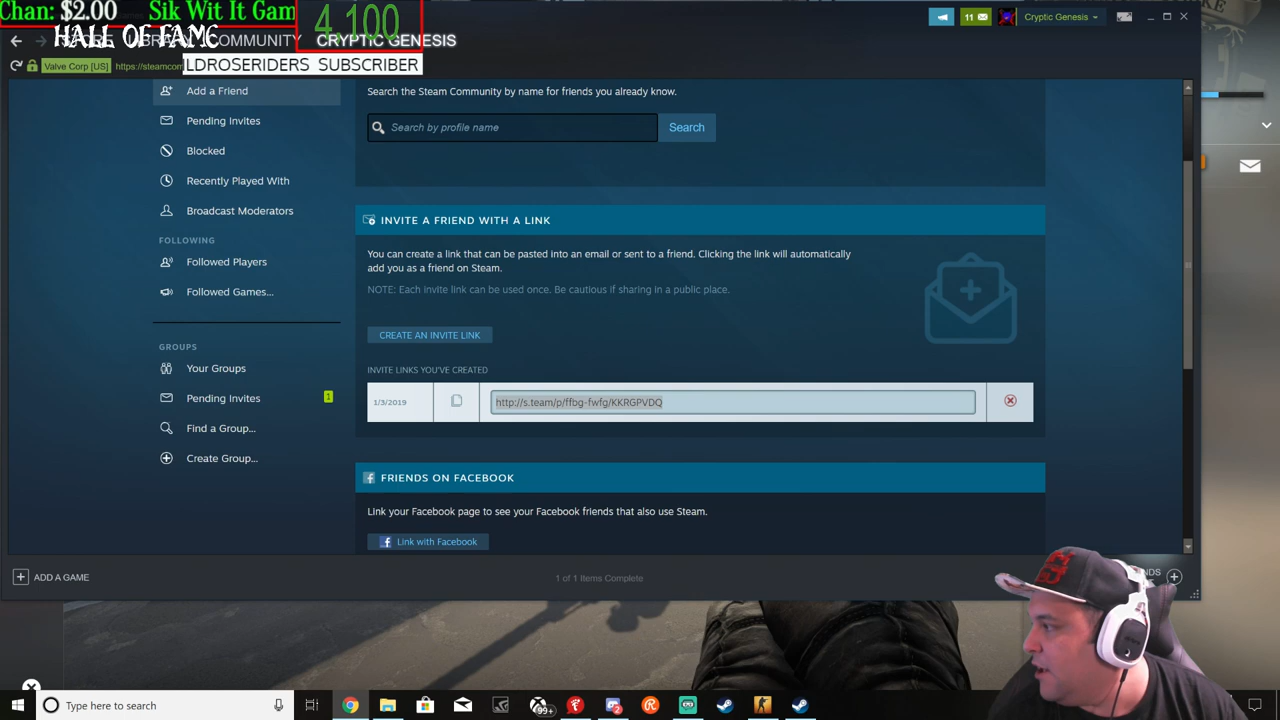 Chan: $2.00 Sik Wit It Gam
4,100
HALL OF FAME
LIBRARY COMMUNITY CRYPTIC GENESIS
11
Cryptic Genesis
Valve Corp [US] https://steamcom
LDROSERIDERS SUBSCRIBER
Add a Friend
Pending Invites
Blocked
Recently Played With
Broadcast Moderators
FOLLOWING
Followed Players
Followed Games...
GROUPS
Your Groups
Pending Invites 1
Find a Group...
Create Group...
Search the Steam Community by name for friends you already know.
Search by profile name
Search
INVITE A FRIEND WITH A LINK
You can create a link that can be pasted into an email or sent to a friend. Clicking the link will automatically
add you as a friend on Steam.
NOTE: Each invite link can be used once. Be cautious if sharing in a public place.
CREATE AN INVITE LINK
INVITE LINKS YOU'VE CREATED
1/3/2019
http://s.team/p/ffbg-fwfg/KKRGPVDQ
FRIENDS ON FACEBOOK
Link your Facebook page to see your Facebook friends that also use Steam.
Link with Facebook
ADD A GAME
1 of 1 Items Complete
NDS
Type here to search
99+
2